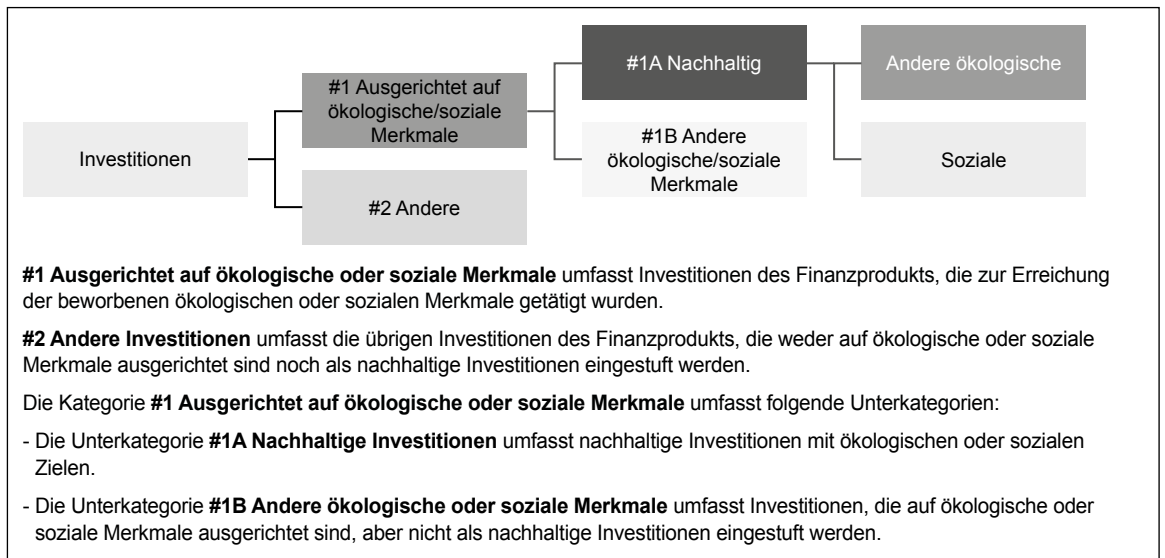 #1A Nachhaltig
Andere ökologische
#1 Ausgerichtet auf
ökologische/soziale
Merkmale
Investitionen
#1B Andere
ökologische/soziale
Merkmale
Soziale
#2 Andere
#1 Ausgerichtet auf ökologische oder soziale Merkmale umfasst Investitionen des Finanzprodukts, die zur Erreichung
der beworbenen ökologischen oder sozialen Merkmale getätigt wurden.
#2 Andere Investitionen umfasst die übrigen Investitionen des Finanzprodukts, die weder auf ökologische oder soziale
Merkmale ausgerichtet sind noch als nachhaltige Investitionen eingestuft werden.
Die Kategorie #1 Ausgerichtet auf ökologische oder soziale Merkmale umfasst folgende Unterkategorien:
- Die Unterkategorie #1A Nachhaltige Investitionen umfasst nachhaltige Investitionen mit ökologischen oder sozialen
Zielen.
- Die Unterkategorie #1B Andere ökologische oder soziale Merkmale umfasst Investitionen, die auf ökologische oder
soziale Merkmale ausgerichtet sind, aber nicht als nachhaltige Investitionen eingestuft werden.